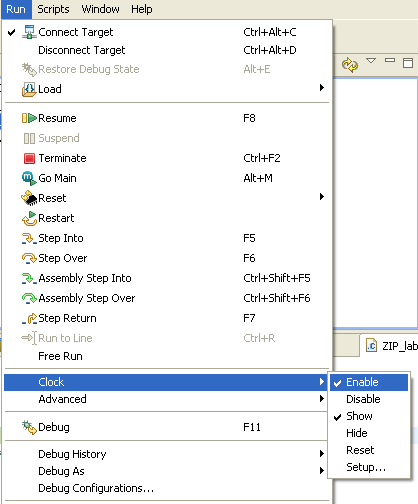 Run Scripts Window Help
Connect Target Ctrl+Alt+C
Disconnect Target Ctrl+Alt+D
Restore Debug State Alt+E
Load
Resume F8
Suspend
Terminate Ctrl+F2
Go Main Alt+M
Reset
Restart
Step Into F5
Step Over F6
Assembly Step Into Ctrl+Shift+F5
Assembly Step Over Ctrl+Shift+F6
Step Return F7
Run to Line Ctrl+R
Free Run
ZIP_lab
Clock
Advanced
Debug F11
Debug History
Debug As
Debug Configurations...
Enable
Disable
Show
Hide
Reset
Setup...